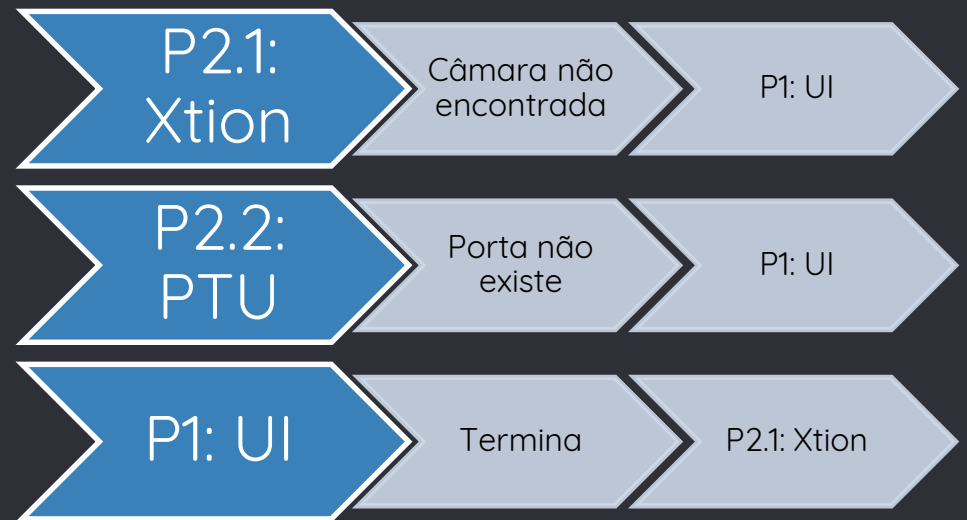 P2.1:
Xtion
Câmara não
encontrada
P1: UI
P2.2:
PTU
Porta não
existe
P1: UI
P1: UI
Termina
P2.1: Xtion